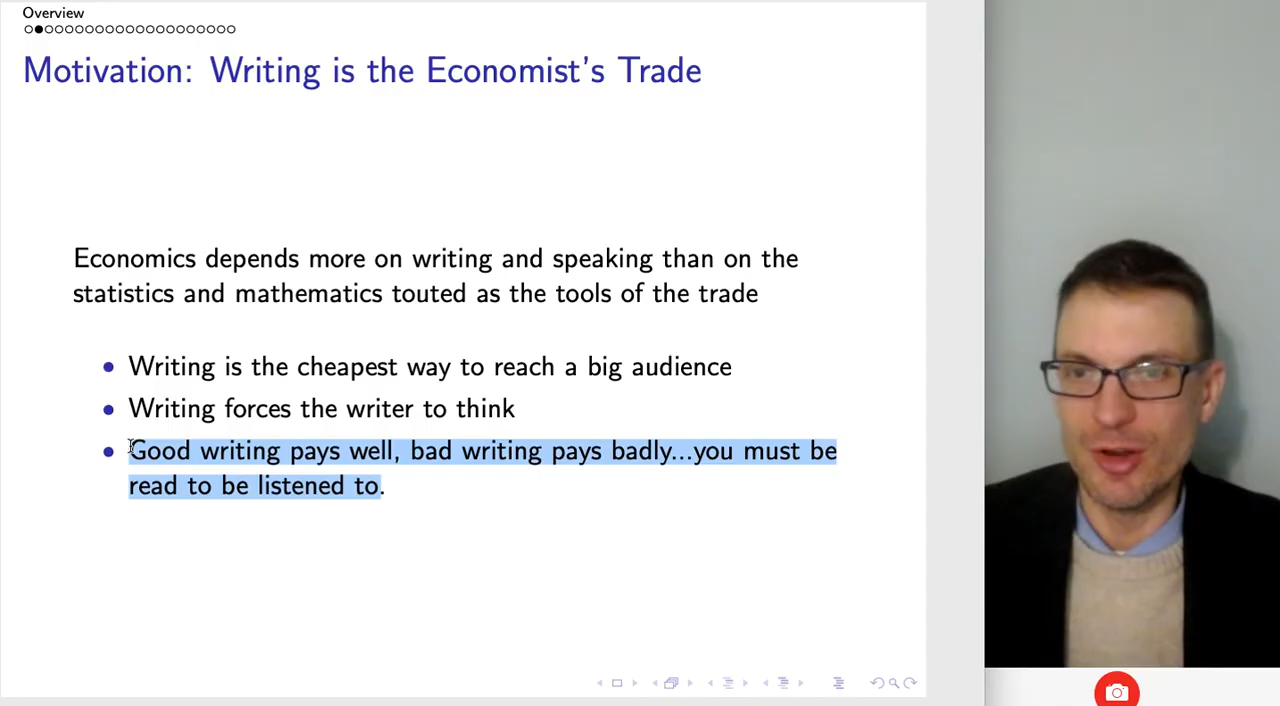 Overview
Motivation: Writing is the Economist's Trade
Economics depends more on writing and speaking than on the
statistics and mathematics touted as the tools of the trade
Writing is the cheapest way to reach a big audience
Writing forces the writer to think
Good writing pays well, bad writing pays badly...you must be
read to be listened to.